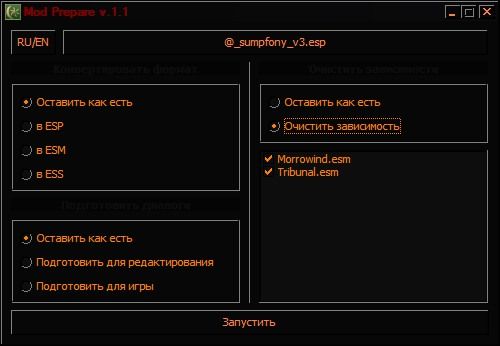 Mod Prepare v.1.1
RU/EN
@_sumpfony_v3.esp
Конвертировать формат
Оставить как есть
в ESP
в ESM
в ESS
Подготовить диалоги
Оставить как есть
Подготовить для редактирования
Подготовить для игры
Очистить зависимости
Оставить как есть
Очистить зависимость
Morrowind.esm
Tribunal.esm
Запустить